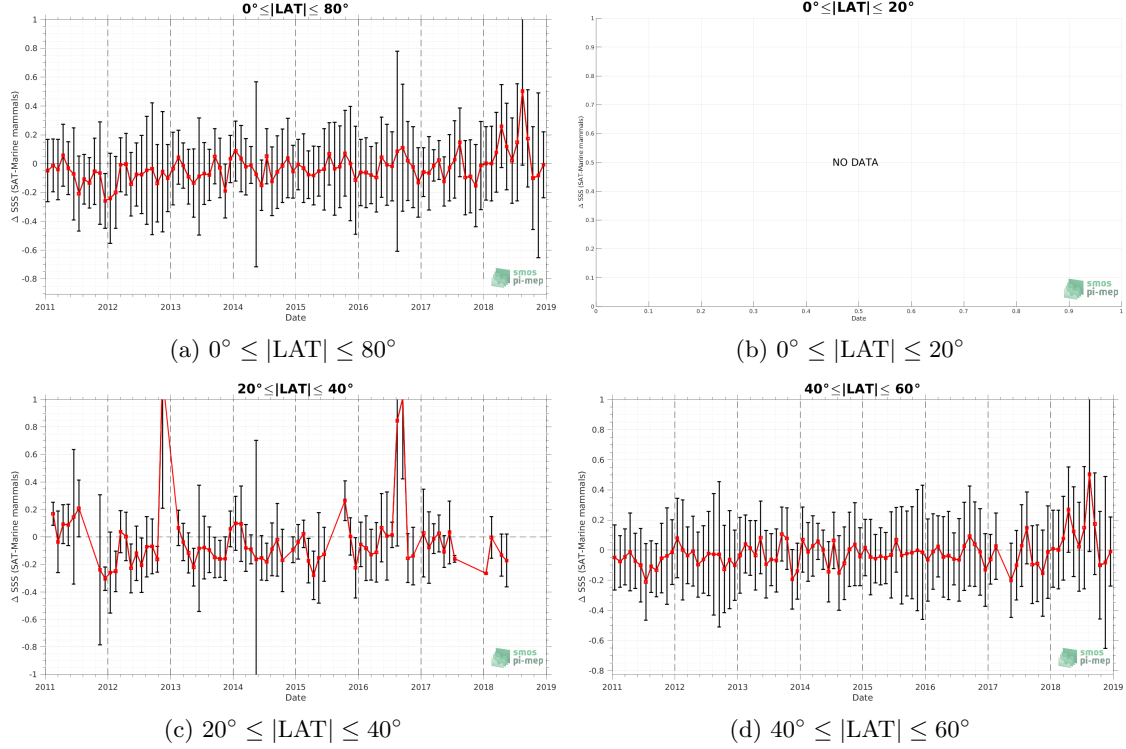 0°≤|LAT|≤ 80°
Δ SSS (SAT-Marine mammals)
1
0.8
0.6
0.4
0.2
0
-0.2
-0.4
-0.6
-0.8
2011 2012 2013 2014 2015 2016 2017 2018 2019
Date
smos
pi-mep
(a) 0° ≤ |LAT| ≤ 80°
0°≤|LAT|≤ 20°
Δ SSS (SAT-Marine mammals)
1
0.9
0.8
0.7
0.6
0.5
0.4
0.3
0.2
0.1
0
NO DATA
0 0.1 0.2 0.3 0.4 0.5 0.6 0.7 0.8 0.9 1
Date
smos
pi-mep
(b) 0° ≤ |LAT| ≤ 20°
20°≤|LAT|≤ 40°
Δ SSS (SAT-Marine mammals)
1
0.8
0.6
0.4
0.2
0
-0.2
-0.4
-0.6
-0.8
-1
2011 2012 2013 2014 2015 2016 2017 2018 2019
Date
smos
pi-mep
(c) 20° ≤ |LAT| ≤ 40°
40°≤|LAT|≤ 60°
Δ SSS (SAT-Marine mammals)
1
0.8
0.6
0.4
0.2
0
-0.2
-0.4
-0.6
-0.8
2011 2012 2013 2014 2015 2016 2017 2018 2019
Date
smos
pi-mep
(d) 40° ≤ |LAT| ≤ 60°